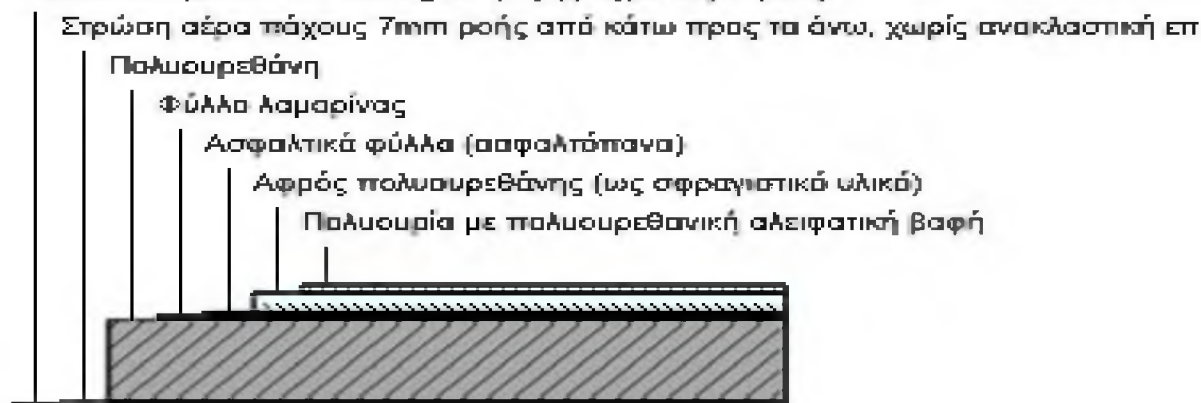 Στρώση αέρα πάχους 7mm ροής από κάτω προς τα άνω, χωρίς ανακλαστική επ
Πολυουρεθάνη
Φύλλα λαμαρίνας
Ασφαλτικά φύλλα (ασφαλτόπανα)
Αφρός πολυουρεθάνης (ως σφραγιστικό υλικό)
Πολυουρία με πολυουρεθανική αλειφατική βαφή